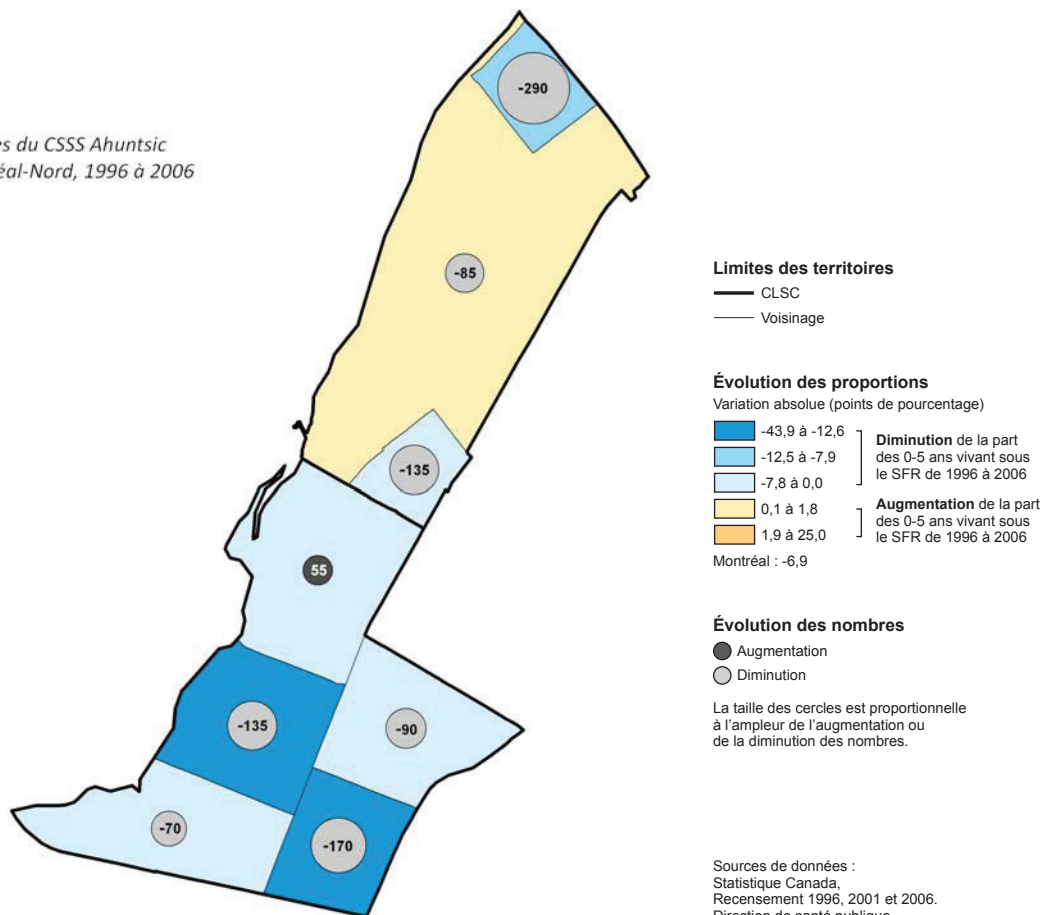 es du CSSS Ahuntsic
éal-Nord, 1996 à 2006
-290
-85
-135
55
-135
-90
-70
-170
Limites des territoires
CLSC
Voisinage
Évolution des proportions
Variation absolue (points de pourcentage)
-43,9 à -12,6
-12,5 à -7,9
-7,8 à 0,0
Diminution de la part
des 0-5 ans vivant sous
le SFR de 1996 à 2006
0,1 à 1,8
1,9 à 25,0
Augmentation de la part
des 0-5 ans vivant sous
le SFR de 1996 à 2006
Montréal : -6,9
Évolution des nombres
Augmentation
Diminution
La taille des cercles est proportionnelle
à l'ampleur de l'augmentation ou
de la diminution des nombres.
Sources de données :
Statistique Canada,
Recensement 1996, 2001 et 2006.
Direction de santé publique